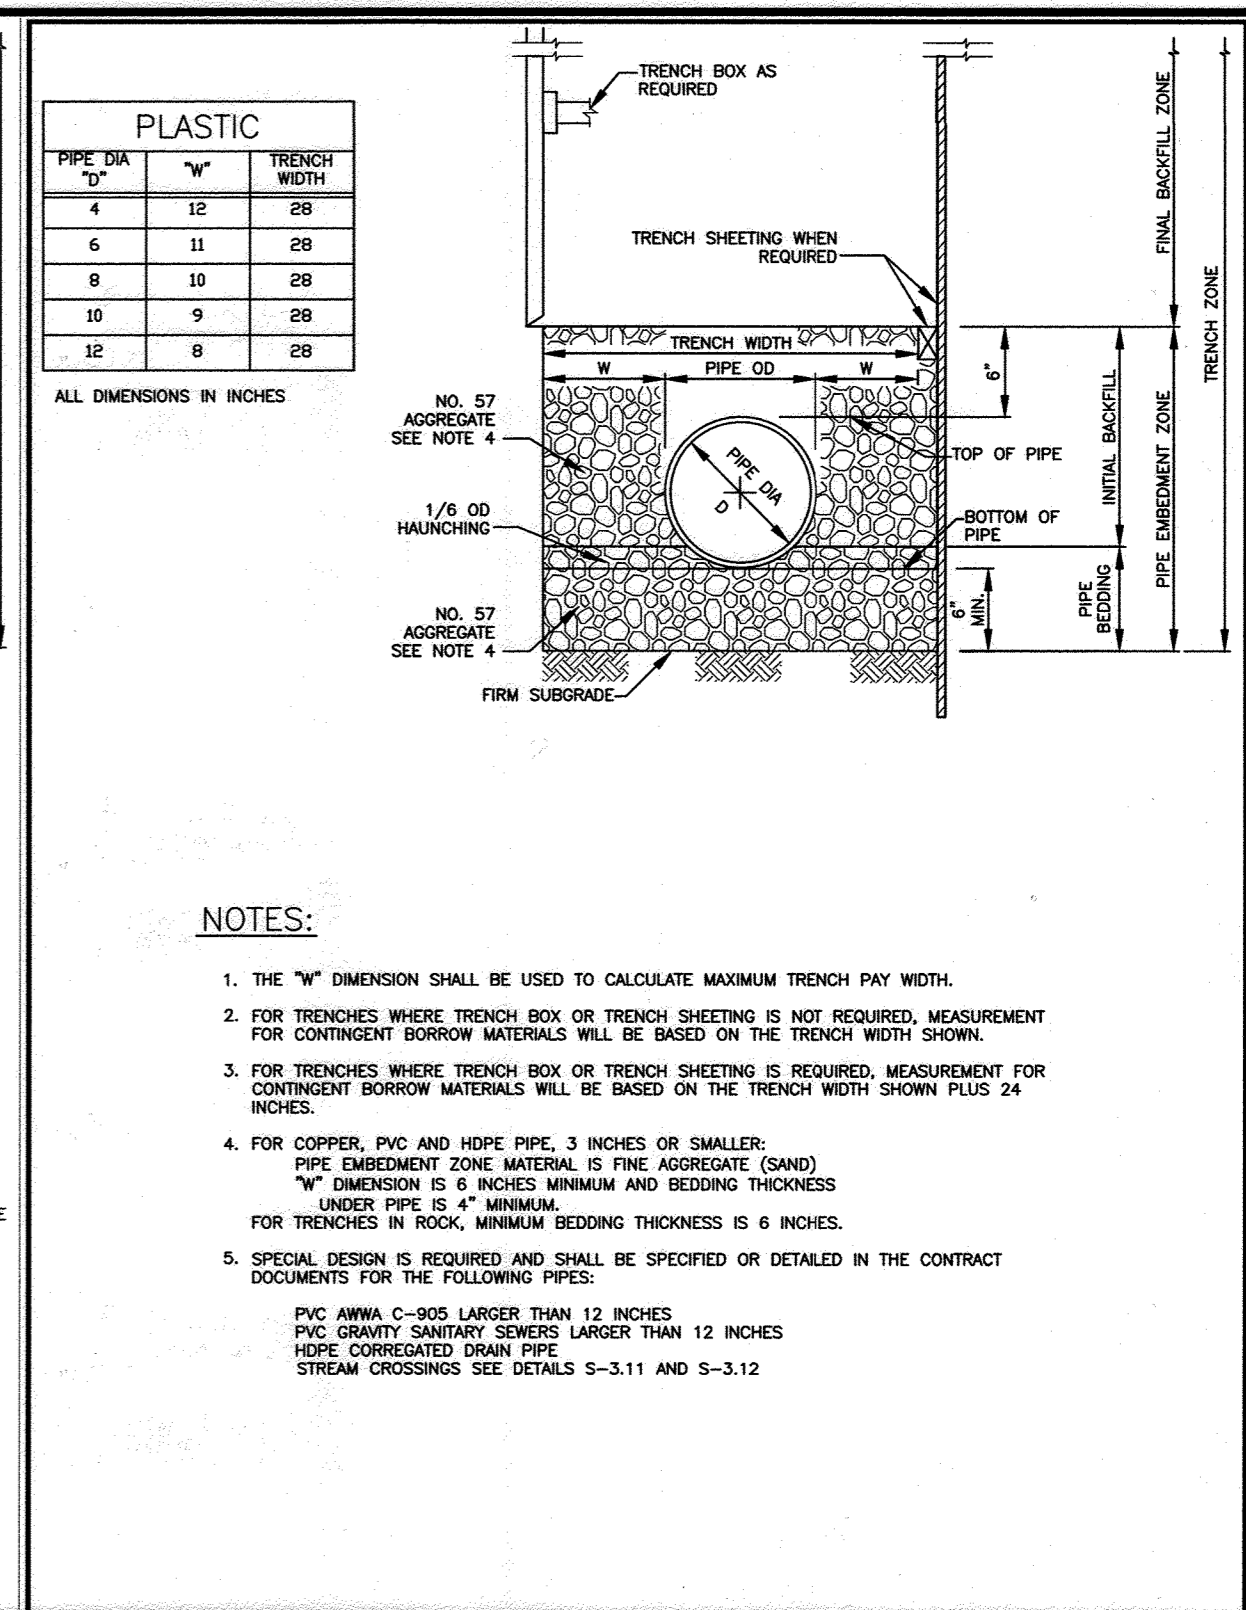 PLASTIC
PIPE DIA "D" "W" TRENCH WIDTH
4 12 28
6 11 28
8 10 28
10 9 28
12 8 28
ALL DIMENSIONS IN INCHES
TRENCH BOX AS
REQUIRED
TRENCH SHEETING WHEN
REQUIRED
TRENCH WIDTH
W PIPE OD W
NO. 57
AGGREGATE
SEE NOTE 4
PIPE DIA
D
1/6 OD
HAUNCHING
NO. 57
AGGREGATE
SEE NOTE 4
FIRM SUBGRADE
6"
TOP OF PIPE
BOTTOM OF
PIPE
6"
MIN.
PIPE
BEDDING
INITIAL BACKFILL
PIPE EMBEDMENT ZONE
FINAL BACKFILL ZONE
TRENCH ZONE
NOTES:
1. THE "W" DIMENSION SHALL BE USED TO CALCULATE MAXIMUM TRENCH PAY WIDTH.
2. FOR TRENCHES WHERE TRENCH BOX OR TRENCH SHEETING IS NOT REQUIRED, MEASUREMENT
FOR CONTINGENT BORROW MATERIALS WILL BE BASED ON THE TRENCH WIDTH SHOWN.
3. FOR TRENCHES WHERE TRENCH BOX OR TRENCH SHEETING IS REQUIRED, MEASUREMENT FOR
CONTINGENT BORROW MATERIALS WILL BE BASED ON THE TRENCH WIDTH SHOWN PLUS 24
INCHES.
4. FOR COPPER, PVC AND HDPE PIPE, 3 INCHES OR SMALLER:
PIPE EMBEDMENT ZONE MATERIAL IS FINE AGGREGATE (SAND)
"W" DIMENSION IS 6 INCHES MINIMUM AND BEDDING THICKNESS
UNDER PIPE IS 4" MINIMUM.
FOR TRENCHES IN ROCK, MINIMUM BEDDING THICKNESS IS 6 INCHES.
5. SPECIAL DESIGN IS REQUIRED AND SHALL BE SPECIFIED OR DETAILED IN THE CONTRACT
DOCUMENTS FOR THE FOLLOWING PIPES:
PVC AWWA C-905 LARGER THAN 12 INCHES
PVC GRAVITY SANITARY SEWERS LARGER THAN 12 INCHES
HDPE CORREGATED DRAIN PIPE
STREAM CROSSINGS SEE DETAILS S-3.11 AND S-3.12